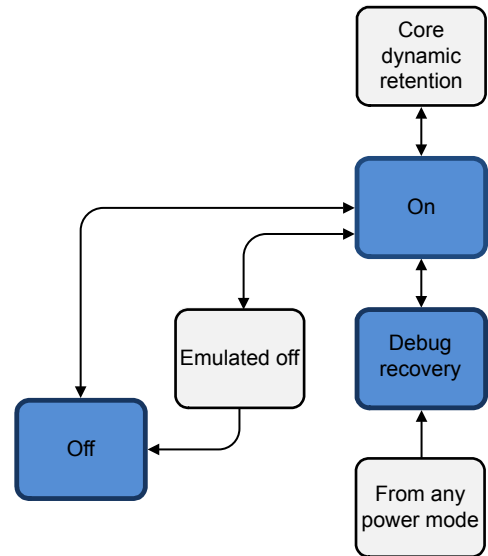 Core
dynamic
retention
On
Emulated off
Debug
recovery
Off
From any
power mode